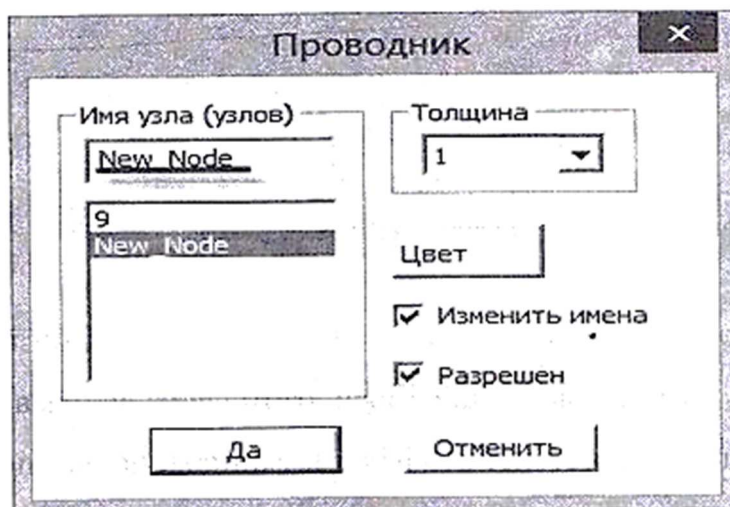 Проводник
Имя узла (узлов)
New_Node
9
New_Node
Толщина
1
Цвет
Изменить имена
Разрешен
Да
Отменить